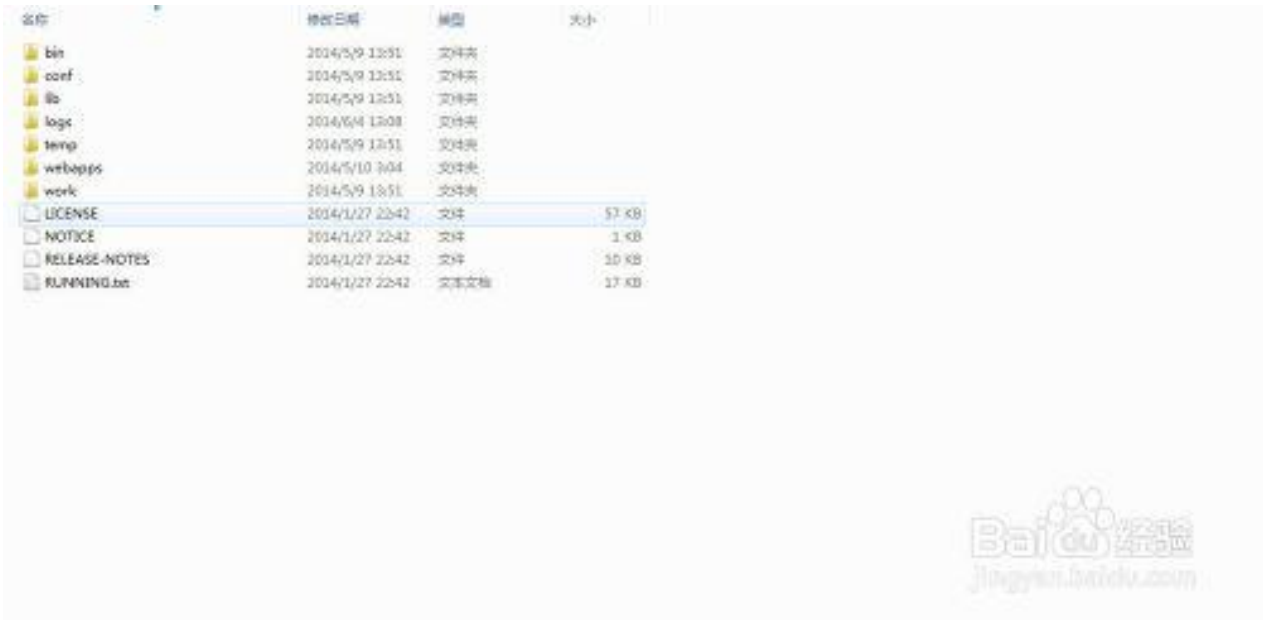 名称 修改日期 类型 大小
bin 2014/5/9 13:51 文件夹
conf 2014/5/9 13:51 文件夹
lib 2014/5/9 13:51 文件夹
logs 2014/6/4 13:08 文件夹
temp 2014/5/9 13:51 文件夹
webapps 2014/5/10 3:04 文件夹
work 2014/5/9 13:51 文件夹
LICENSE 2014/1/27 22:42 文件 57 KB
NOTICE 2014/1/27 22:42 文件 1 KB
RELEASE-NOTES 2014/1/27 22:42 文件 10 KB
RUNNING.txt 2014/1/27 22:42 文本文档 17 KB
Bai du 经验
jingyan.baidu.com